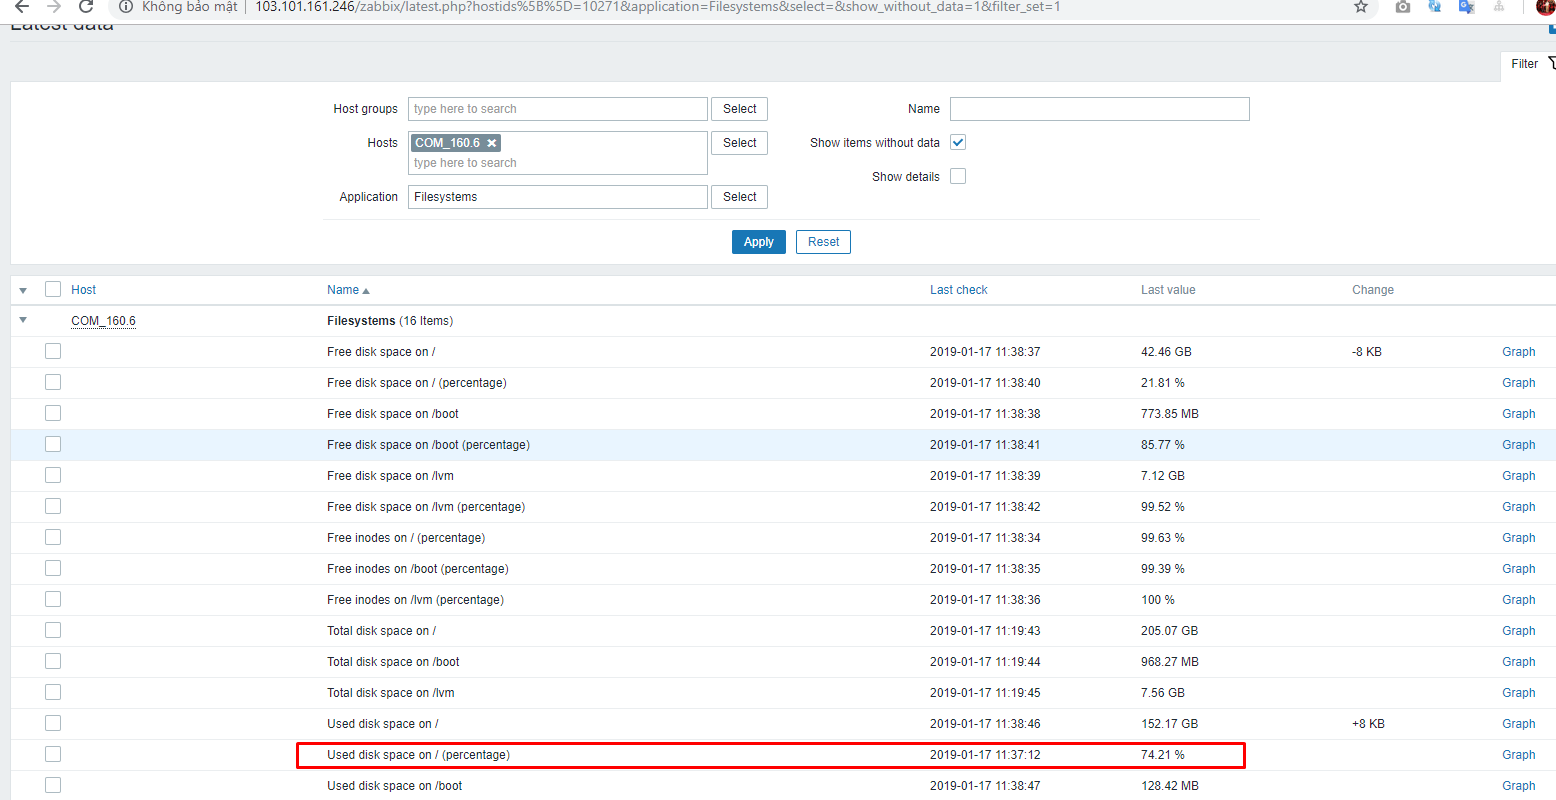 Không bảo mật 103.101.161.246/zabbix/latest.php?hostids%5B%5D=10271&application=Filesystems&select=&show_without_data=1&filter_set=1
Latest data
Filter
Host groups type here to search Select Name
Hosts COM_160.6 Select Show items without data
type here to search
Show details
Application Filesystems Select
Apply Reset
Host Name Last check Last value Change
COM_160.6 Filesystems (16 Items)
Free disk space on / 2019-01-17 11:38:37 42.46 GB -8 KB Graph
Free disk space on / (percentage) 2019-01-17 11:38:40 21.81 % Graph
Free disk space on /boot 2019-01-17 11:38:38 773.85 MB Graph
Free disk space on /boot (percentage) 2019-01-17 11:38:41 85.77 % Graph
Free disk space on /lvm 2019-01-17 11:38:39 7.12 GB Graph
Free disk space on /lvm (percentage) 2019-01-17 11:38:42 99.52 % Graph
Free inodes on / (percentage) 2019-01-17 11:38:34 99.63 % Graph
Free inodes on /boot (percentage) 2019-01-17 11:38:35 99.39 % Graph
Free inodes on /lvm (percentage) 2019-01-17 11:38:36 100 % Graph
Total disk space on / 2019-01-17 11:19:43 205.07 GB Graph
Total disk space on /boot 2019-01-17 11:19:44 968.27 MB Graph
Total disk space on /lvm 2019-01-17 11:19:45 7.56 GB Graph
Used disk space on / 2019-01-17 11:38:46 152.17 GB +8 KB Graph
Used disk space on / (percentage) 2019-01-17 11:37:12 74.21 % Graph
Used disk space on /boot 2019-01-17 11:38:47 128.42 MB Graph